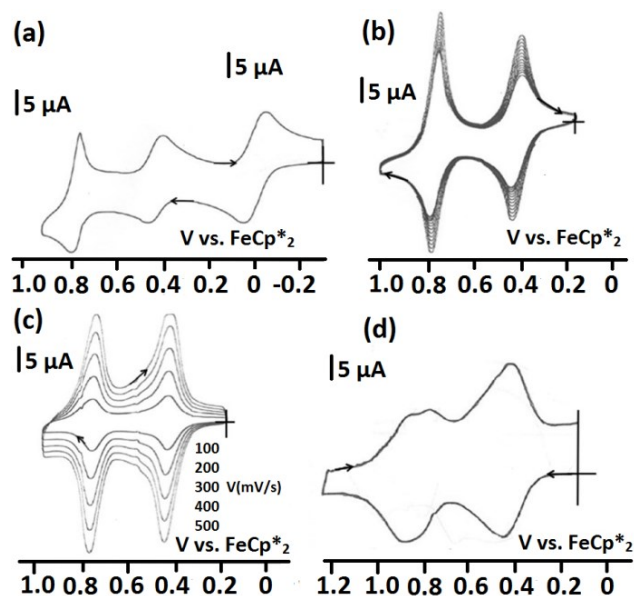 (a)
5 µA
5 µA
V vs. FeCp*2
1.0 0.8 0.6 0.4 0.2 0 -0.2
(b)
5 µA
V vs. FeCp*2
1.0 0.8 0.6 0.4 0.2 0
(c)
5 µA
100
200
300 V(mV/s)
400
500
V vs. FeCp*2
1.0 0.8 0.6 0.4 0.2 0
(d)
5 µA
V vs. FeCp*2
1.2 1.0 0.8 0.6 0.4 0.2 0